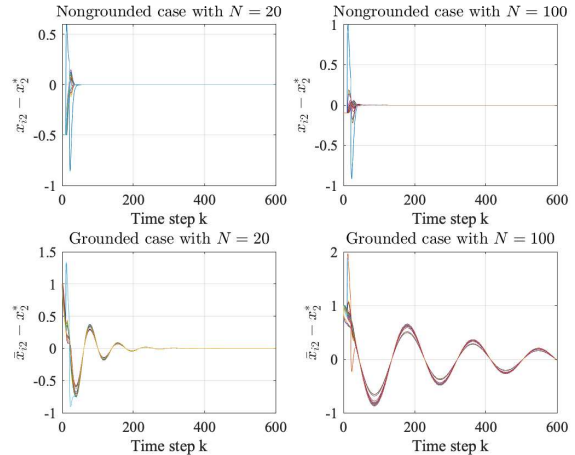 Nongrounded case with N = 20
0.5
0
-0.5
-1
x_{i2} − x_2^*
0 200 400 600
Time step k
Nongrounded case with N = 100
1
0.5
0
-0.5
-1
x_{i2} − x_2^*
0 200 400 600
Time step k
Grounded case with N = 20
1.5
1
0.5
0
-0.5
-1
x̄_{i2} − x_2^*
0 200 400 600
Time step k
Grounded case with N = 100
2
1
0
-1
x̄_{i2} − x_2^*
0 200 400 600
Time step k